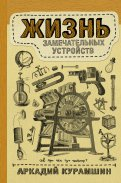 ЖИЗНЬ
ЗАМЕЧАТЕЛЬНЫХ
УСТРОЙСТВ
АРКАДИЙ КУРАМШИН